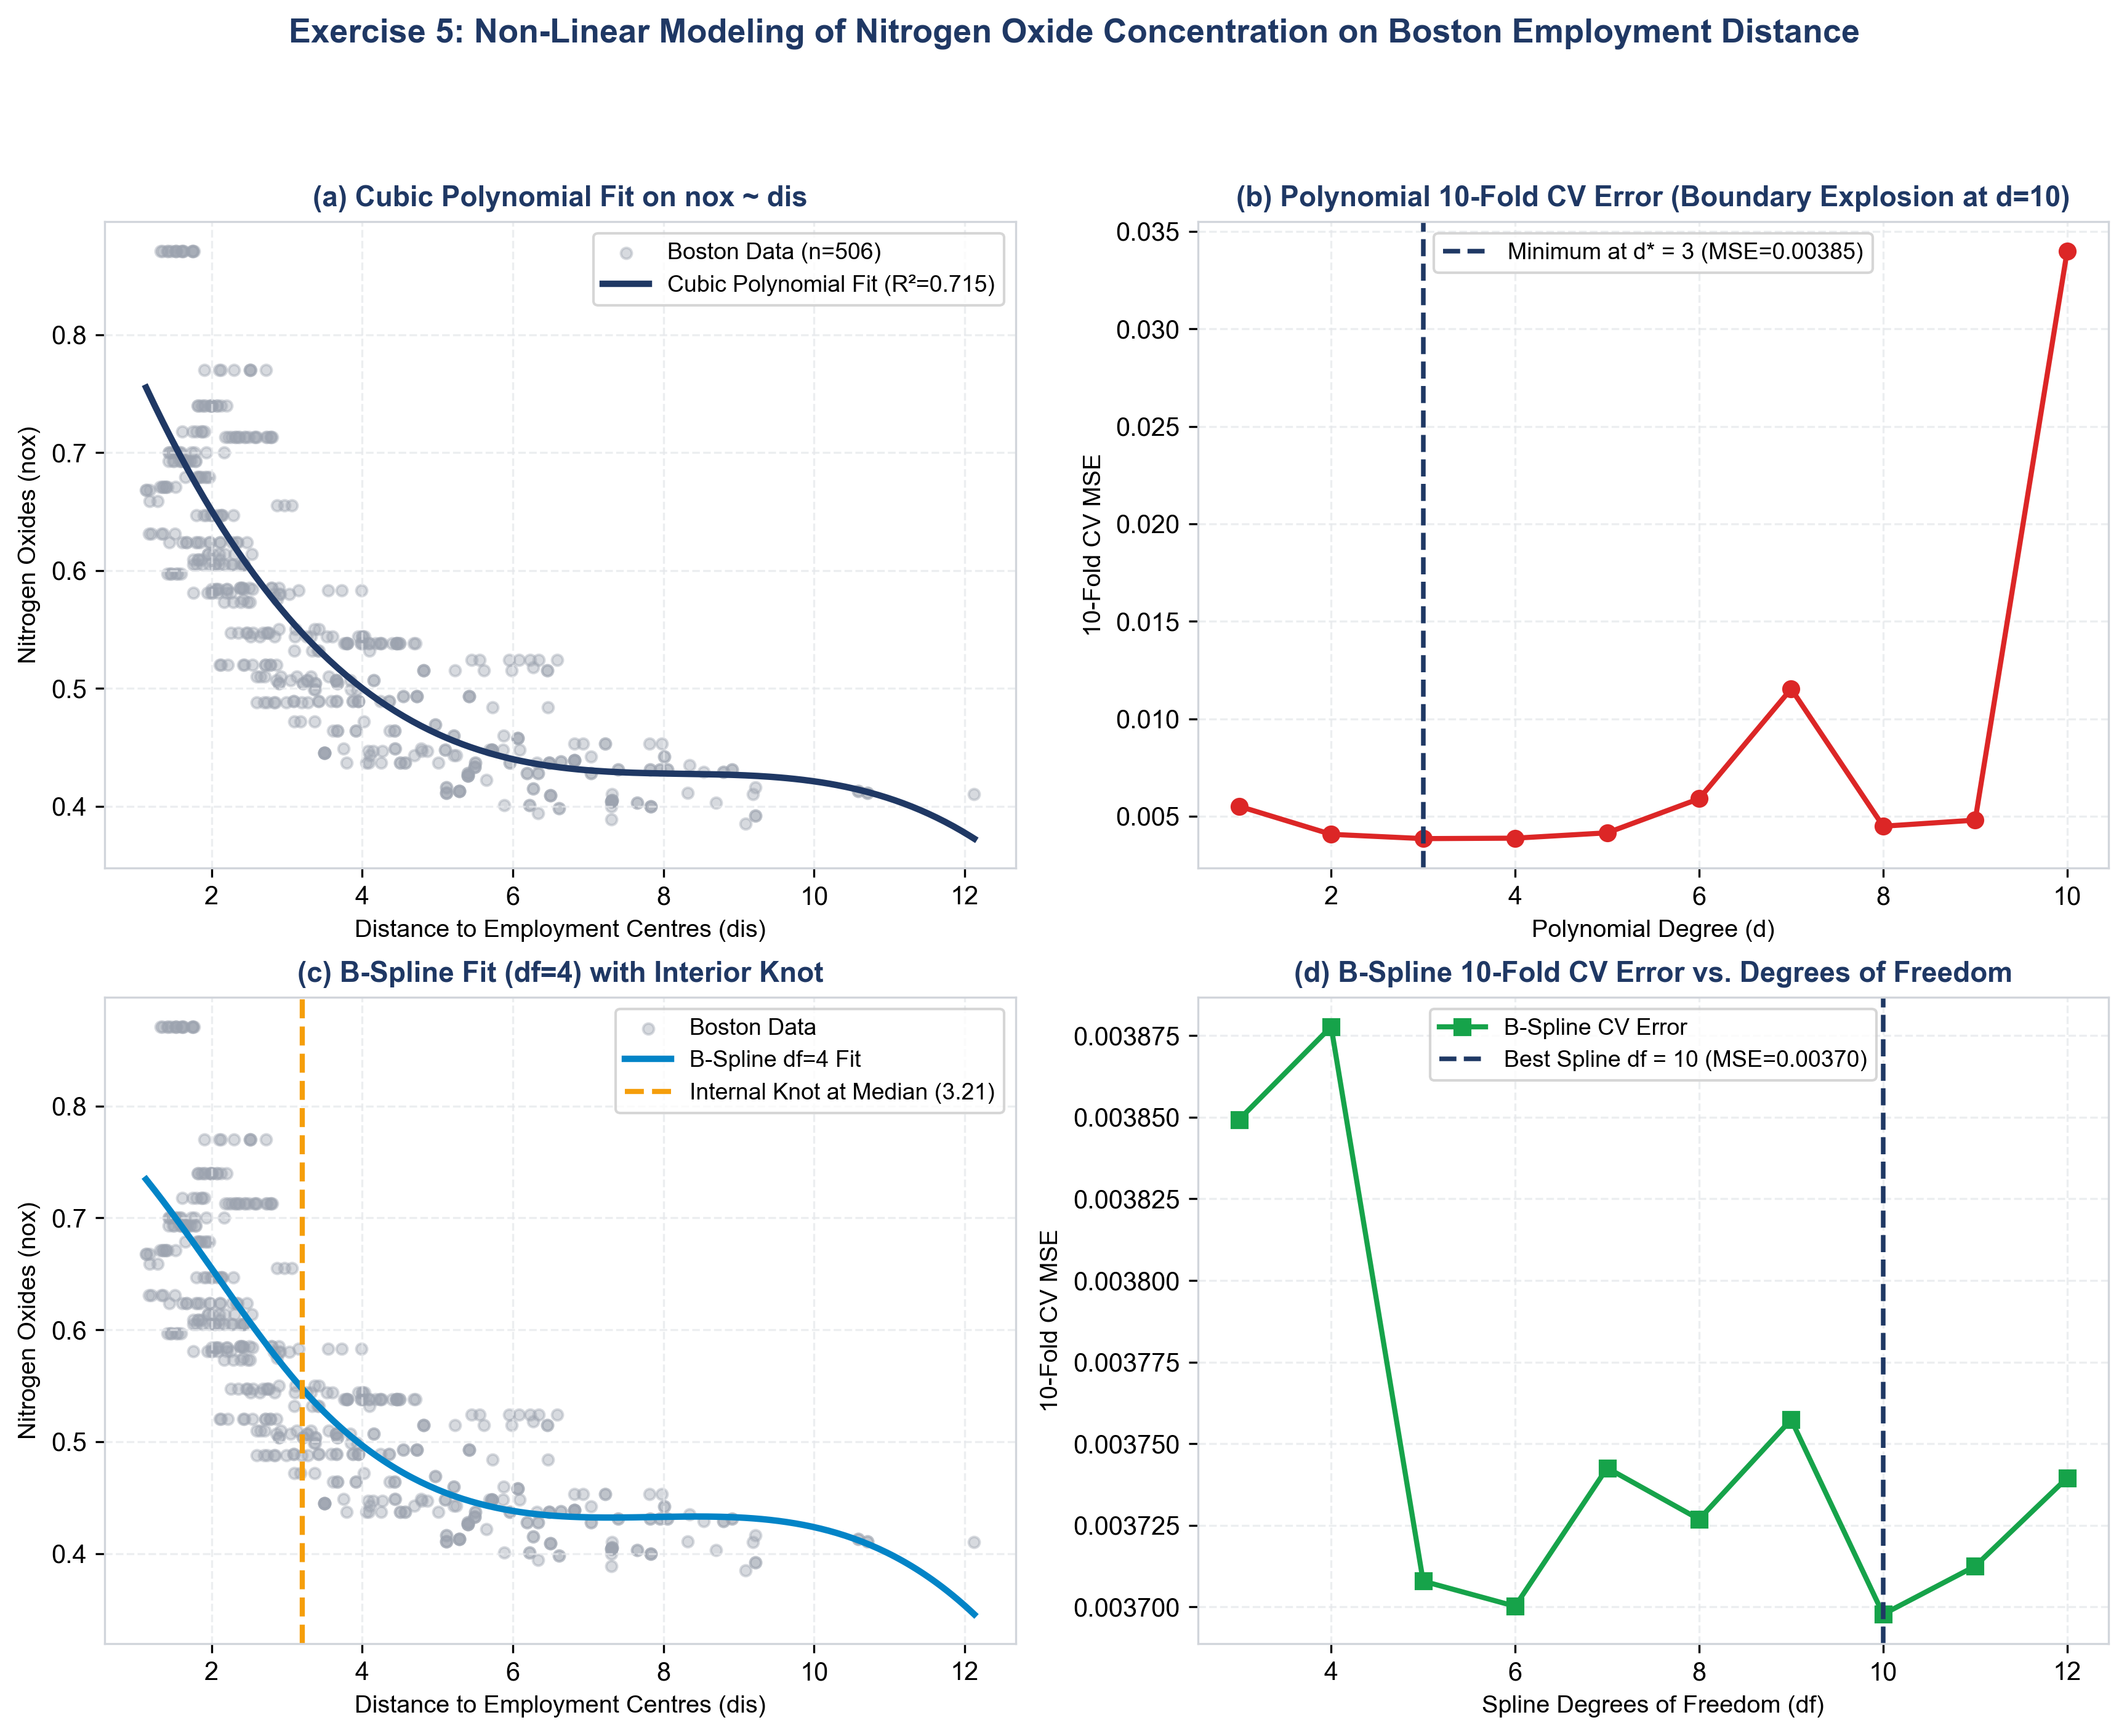 Exercise 5: Non-Linear Modeling of Nitrogen Oxide Concentration on Boston Employment Distance
(a) Cubic Polynomial Fit on nox ~ dis
Boston Data (n=506)
Cubic Polynomial Fit (R²=0.715)
0.8
0.7
0.6
0.5
0.4
Nitrogen Oxides (nox)
2 4 6 8 10 12
Distance to Employment Centres (dis)
(b) Polynomial 10-Fold CV Error (Boundary Explosion at d=10)
Minimum at d* = 3 (MSE=0.00385)
0.035
0.030
0.025
0.020
0.015
0.010
0.005
10-Fold CV MSE
2 4 6 8 10
Polynomial Degree (d)
(c) B-Spline Fit (df=4) with Interior Knot
Boston Data
B-Spline df=4 Fit
Internal Knot at Median (3.21)
0.8
0.7
0.6
0.5
0.4
Nitrogen Oxides (nox)
2 4 6 8 10 12
Distance to Employment Centres (dis)
(d) B-Spline 10-Fold CV Error vs. Degrees of Freedom
B-Spline CV Error
Best Spline df = 10 (MSE=0.00370)
0.003875
0.003850
0.003825
0.003800
0.003775
0.003750
0.003725
0.003700
10-Fold CV MSE
4 6 8 10 12
Spline Degrees of Freedom (df)